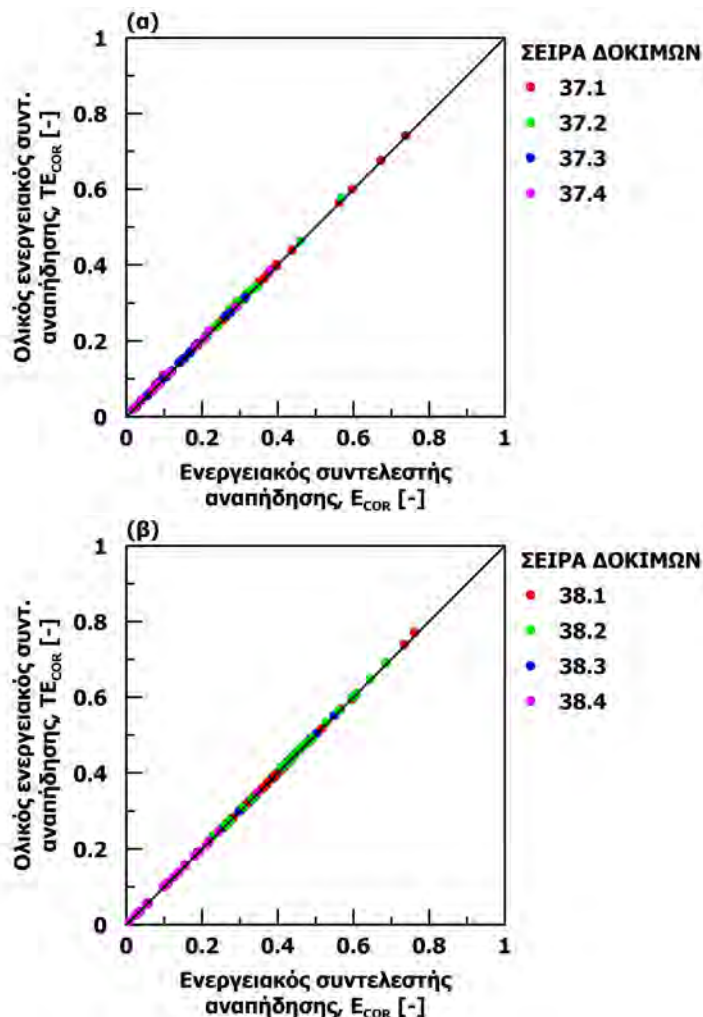 (α)
1
0.8
0.6
0.4
0.2
0
Ολικός ενεργειακός συντ.
αναπήδησης, TE_COR [-]
0 0.2 0.4 0.6 0.8 1
Ενεργειακός συντελεστής
αναπήδησης, E_COR [-]
ΣΕΙΡΑ ΔΟΚΙΜΩΝ
37.1
37.2
37.3
37.4
(β)
1
0.8
0.6
0.4
0.2
0
Ολικός ενεργειακός συντ.
αναπήδησης, TE_COR [-]
0 0.2 0.4 0.6 0.8 1
Ενεργειακός συντελεστής
αναπήδησης, E_COR [-]
ΣΕΙΡΑ ΔΟΚΙΜΩΝ
38.1
38.2
38.3
38.4